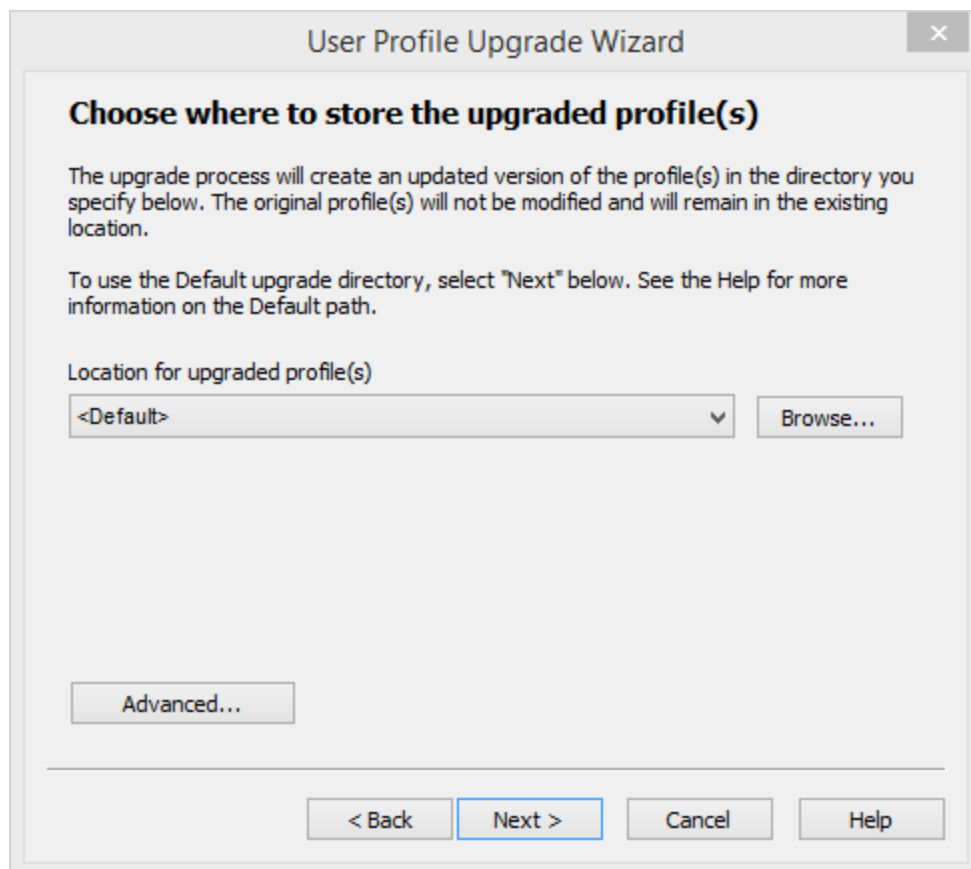 User Profile Upgrade Wizard
Choose where to store the upgraded profile(s)
The upgrade process will create an updated version of the profile(s) in the directory you
specify below. The original profile(s) will not be modified and will remain in the existing
location.
To use the Default upgrade directory, select "Next" below. See the Help for more
information on the Default path.
Location for upgraded profile(s)
<Default>
Browse...
Advanced...
< Back
Next >
Cancel
Help